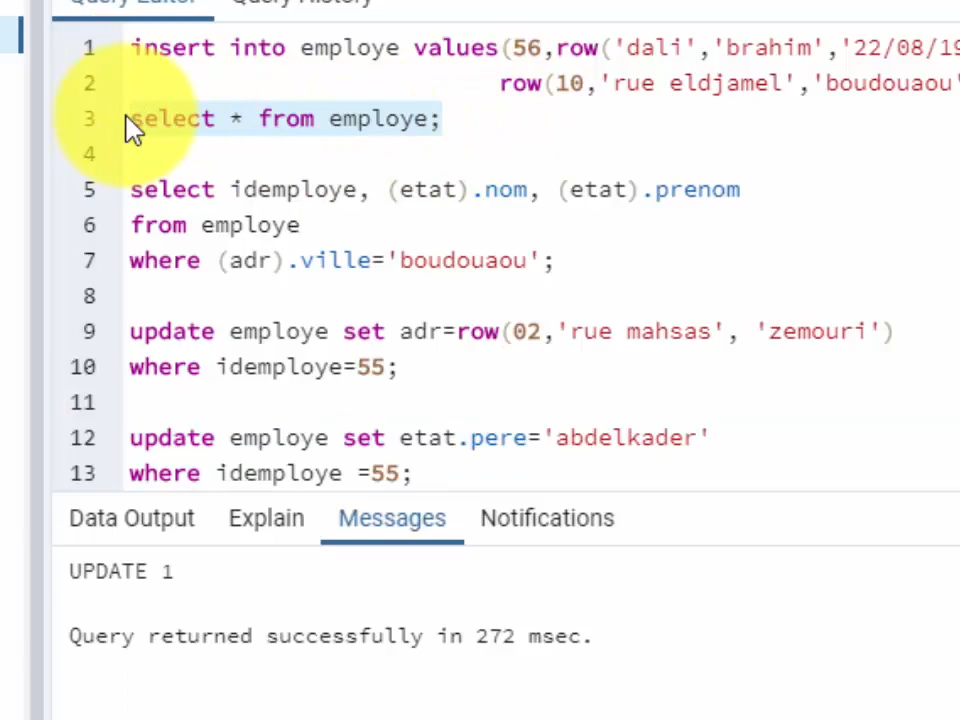 Query Editor Query History
1 insert into employe values(56,row('dali','brahim','22/08/19
2 row(10,'rue eldjamel','boudouaou'
3 select * from employe;
4
5 select idemploye, (etat).nom, (etat).prenom
6 from employe
7 where (adr).ville='boudouaou';
8
9 update employe set adr=row(02,'rue mahsas', 'zemouri')
10 where idemploye=55;
11
12 update employe set etat.pere='abdelkader'
13 where idemploye =55;
Data Output Explain Messages Notifications
UPDATE 1
Query returned successfully in 272 msec.